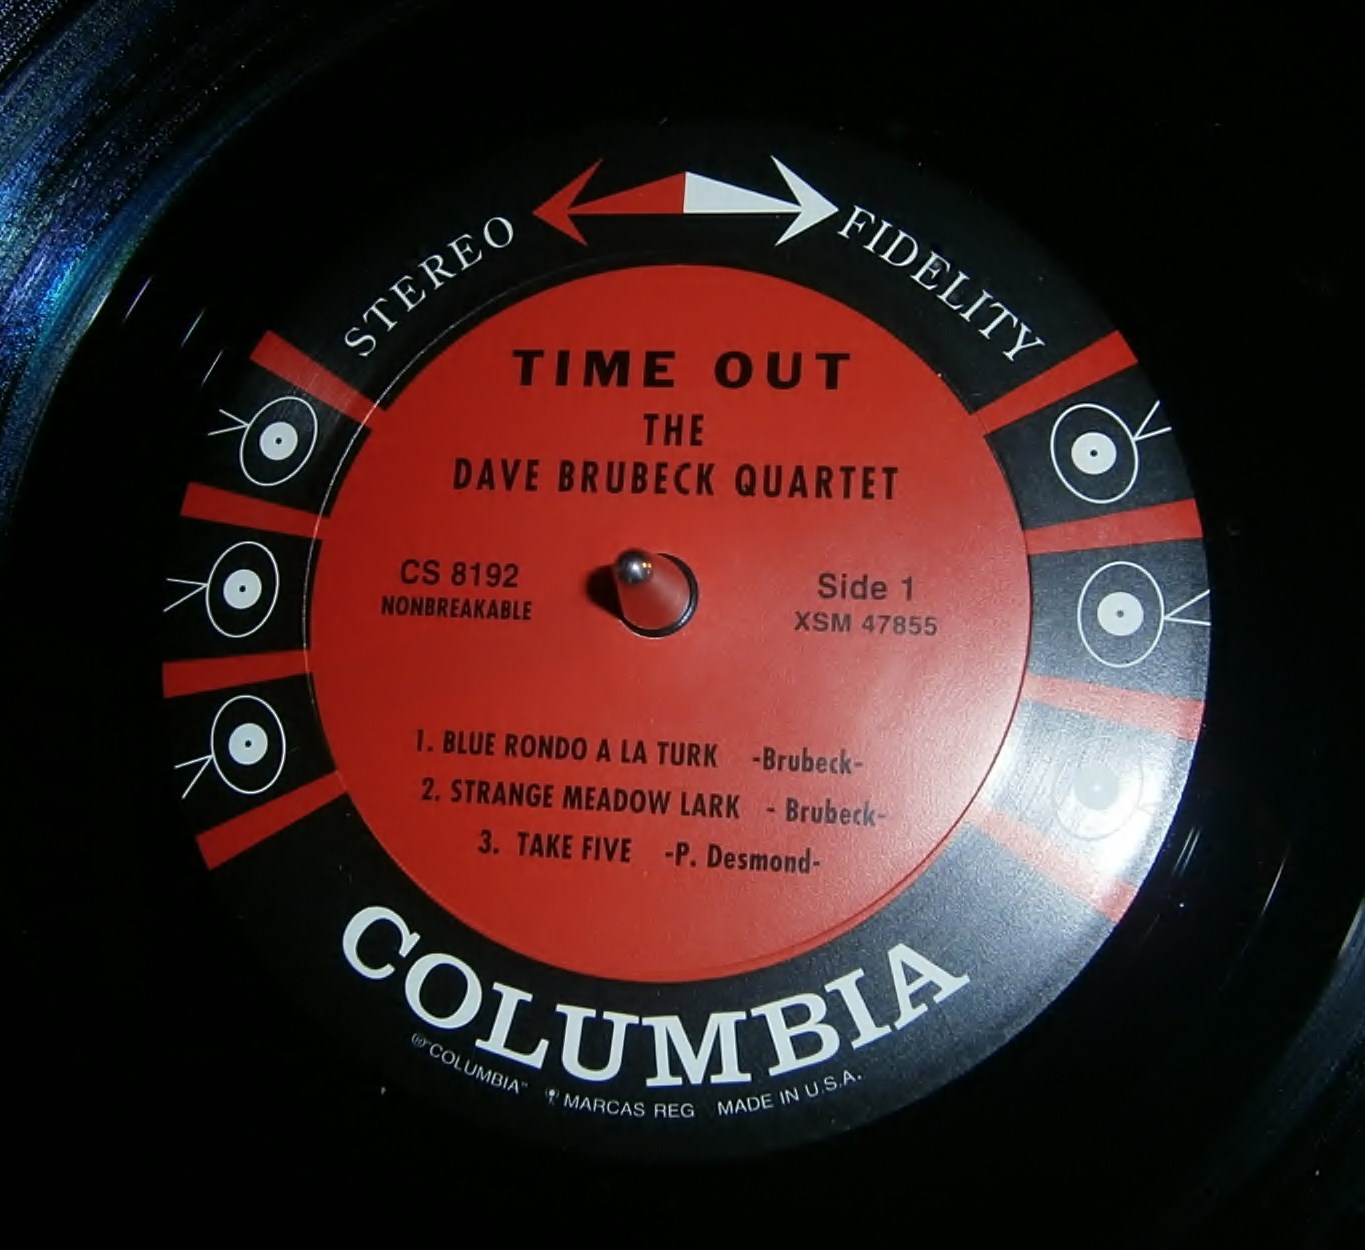 STEREO FIDELITY
TIME OUT
THE
DAVE BRUBECK QUARTET
CS 8192
NONBREAKABLE
Side 1
XSM 47855
1. BLUE RONDO A LA TURK -Brubeck-
2. STRANGE MEADOW LARK - Brubeck-
3. TAKE FIVE -P. Desmond-
COLUMBIA
® "COLUMBIA" MARCAS REG MADE IN U.S.A.